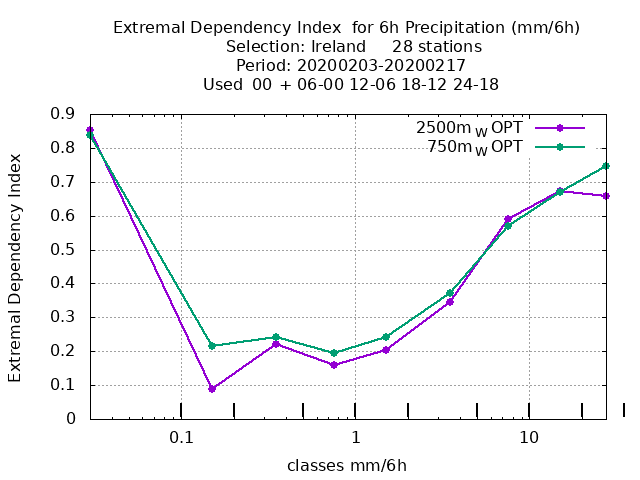 Extremal Dependency Index  for 6h Precipitation (mm/6h)
Selection: Ireland     28 stations
Period: 20200203-20200217
Used  00  + 06-00 12-06 18-12 24-18
2500m W OPT
750m W OPT
Extremal Dependency Index
0.9
0.8
0.7
0.6
0.5
0.4
0.3
0.2
0.1
0
0.1 1 10
classes mm/6h